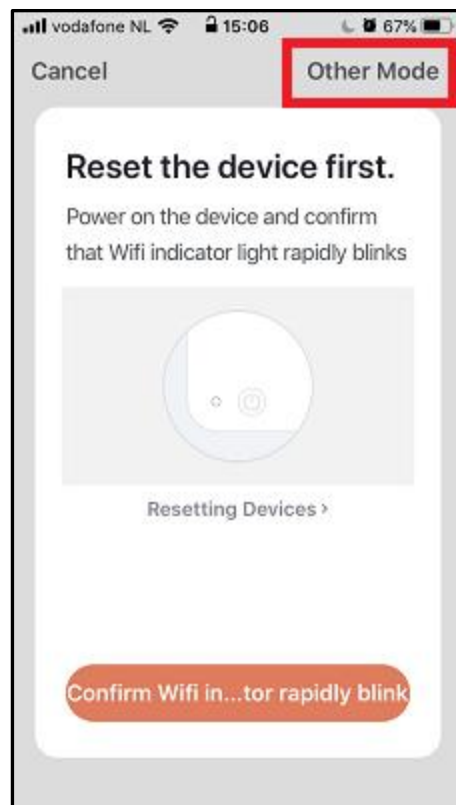 vodafone NL 15:06 67%
Cancel Other Mode
Reset the device first.
Power on the device and confirm
that Wifi indicator light rapidly blinks
Resetting Devices >
Confirm Wifi in...tor rapidly blink